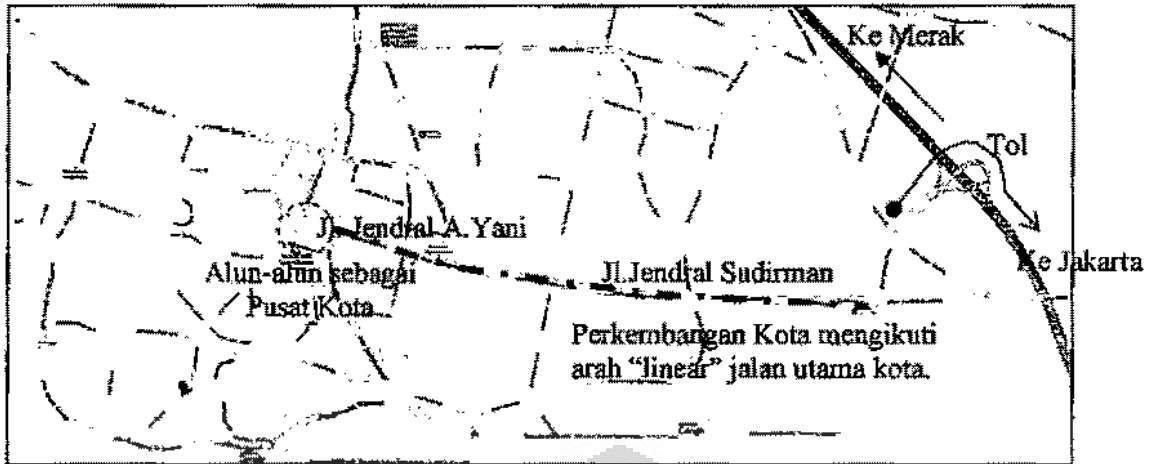 Ke Merak
Tol
Jl. Jendral A. Yani
Ke Jakarta
Alun-alun sebagai
Pusat Kota
Jl.Jendral Sudirman
Perkembangan Kota mengikuti
arah “linear” jalan utama kota.